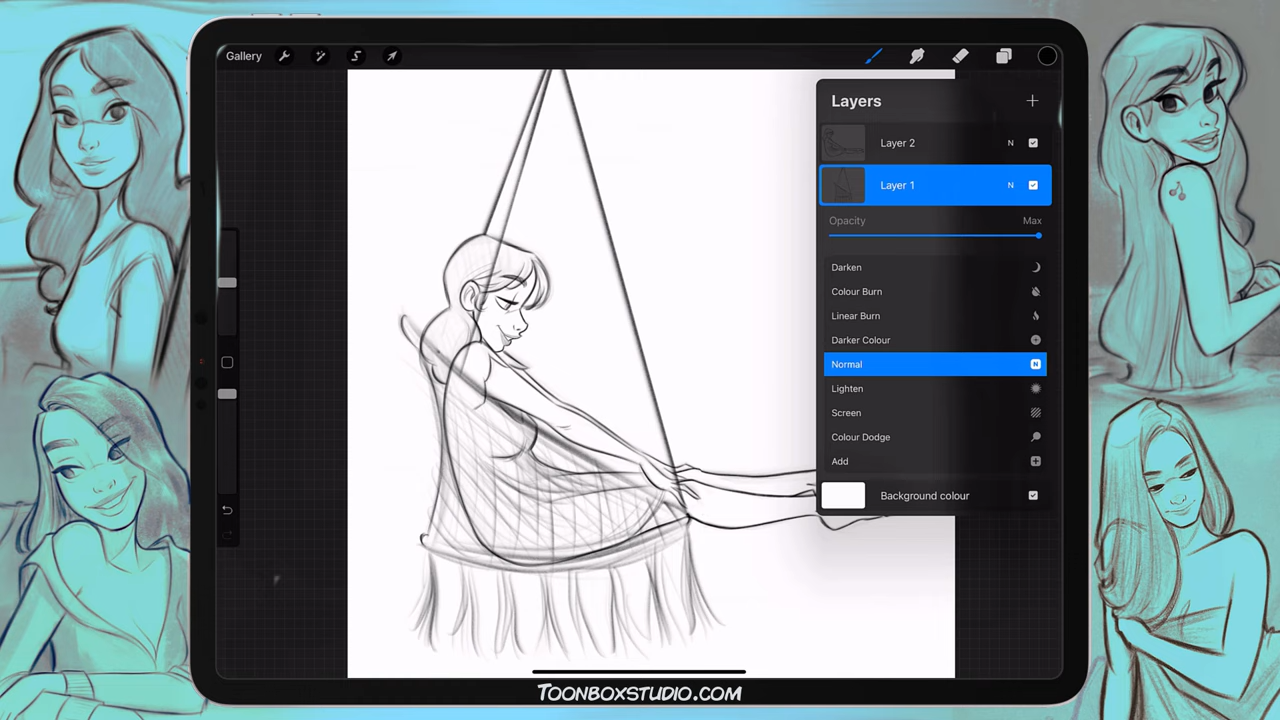 Gallery
Layers
Layer 2 N
Layer 1 N
Opacity Max
Darken
Colour Burn
Linear Burn
Darker Colour
Normal N
Lighten
Screen
Colour Dodge
Add
Background colour
TOONBOXSTUDIO.COM